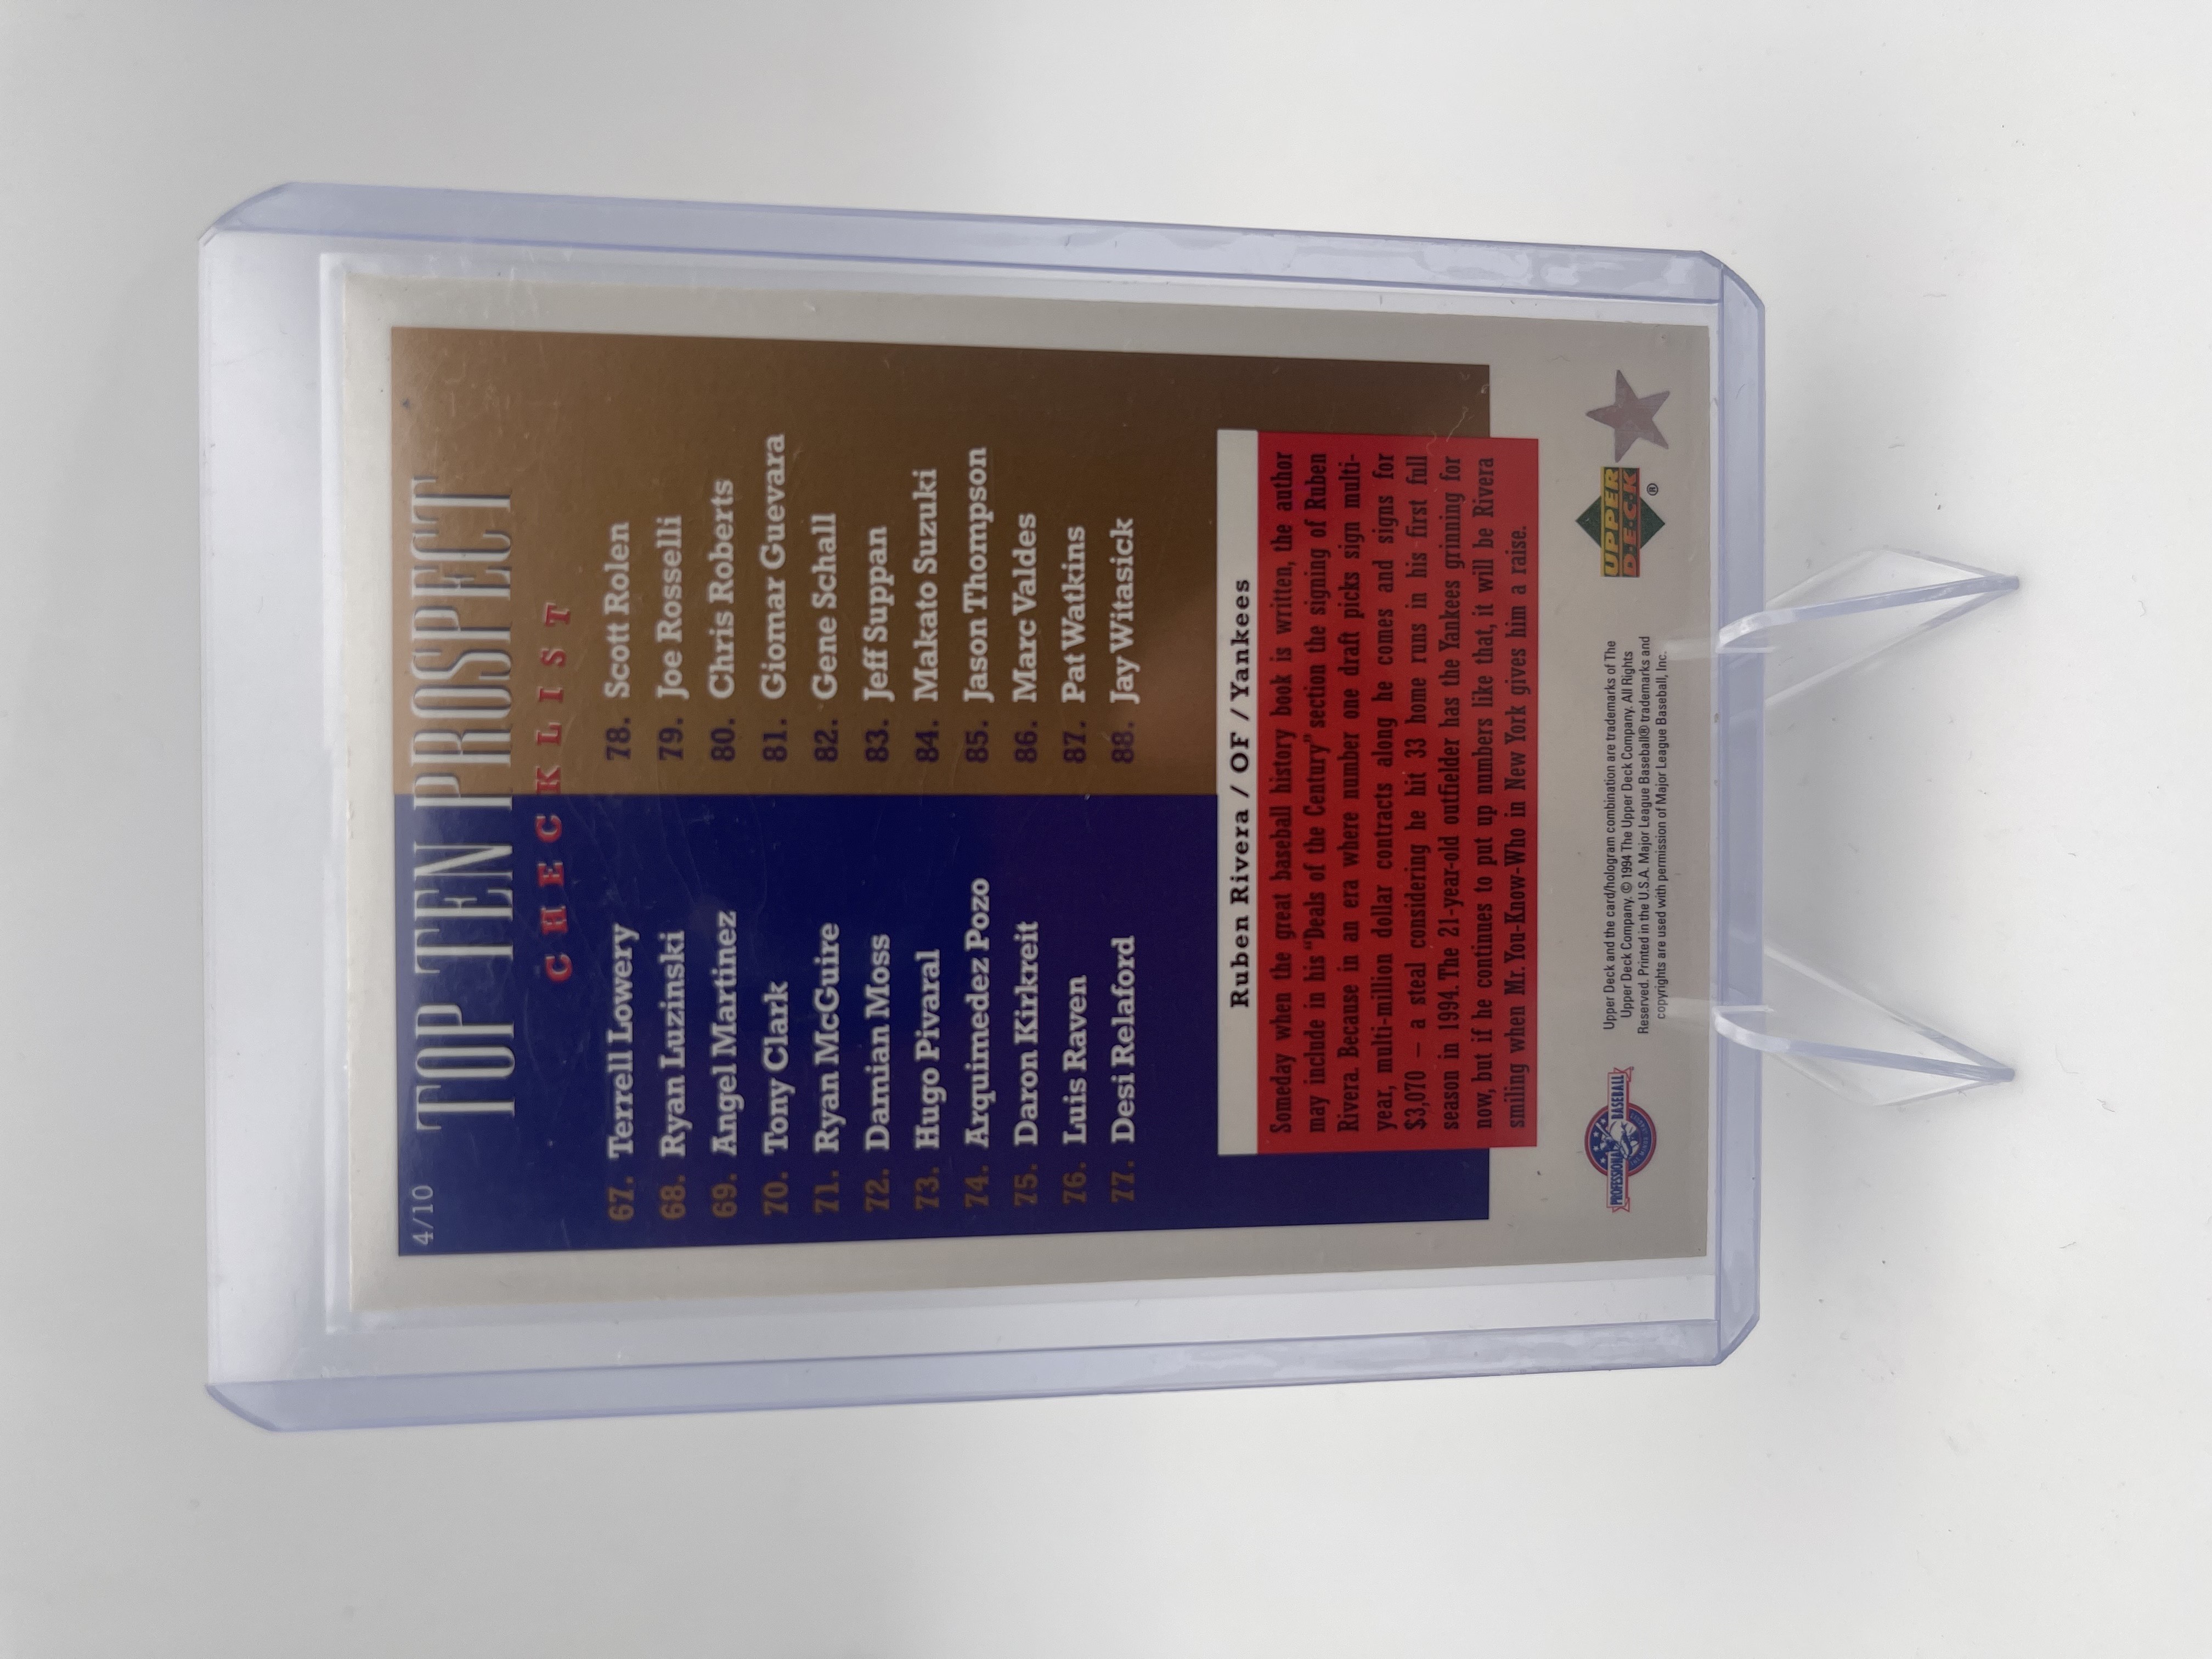 4/10
TOP TEN PROSPECT
CHECKLIST
67. Terrell Lowery
68. Ryan Luzinski
69. Angel Martinez
70. Tony Clark
71. Ryan McGuire
72. Damian Moss
73. Hugo Pivaral
74. Arquimedez Pozo
75. Daron Kirkreit
76. Luis Raven
77. Desi Relaford
78. Scott Rolen
79. Joe Rosselli
80. Chris Roberts
81. Giomar Guevara
82. Gene Schall
83. Jeff Suppan
84. Makato Suzuki
85. Jason Thompson
86. Marc Valdes
87. Pat Watkins
88. Jay Witasick
Ruben Rivera / OF / Yankees
Someday when the great baseball history book is written, the author
may include in his "Deals of the Century" section the signing of Ruben
Rivera. Because in an era where number one draft picks sign multi-
year, multi-million dollar contracts along he comes and signs for
$3,070 – a steal considering he hit 33 home runs in his first full
season in 1994. The 21-year-old outfielder has the Yankees grinning for
now, but if he continues to put up numbers like that, it will be Rivera
smiling when Mr. You-Know-Who in New York gives him a raise.
PROFESSIONAL BASEBALL
Upper Deck and the card/hologram combination are trademarks of The
Upper Deck Company. © 1994 The Upper Deck Company. All Rights
Reserved. Printed in the U.S.A. Major League Baseball® trademarks and
copyrights are used with permission of Major League Baseball, Inc.
UPPER
DECK
®